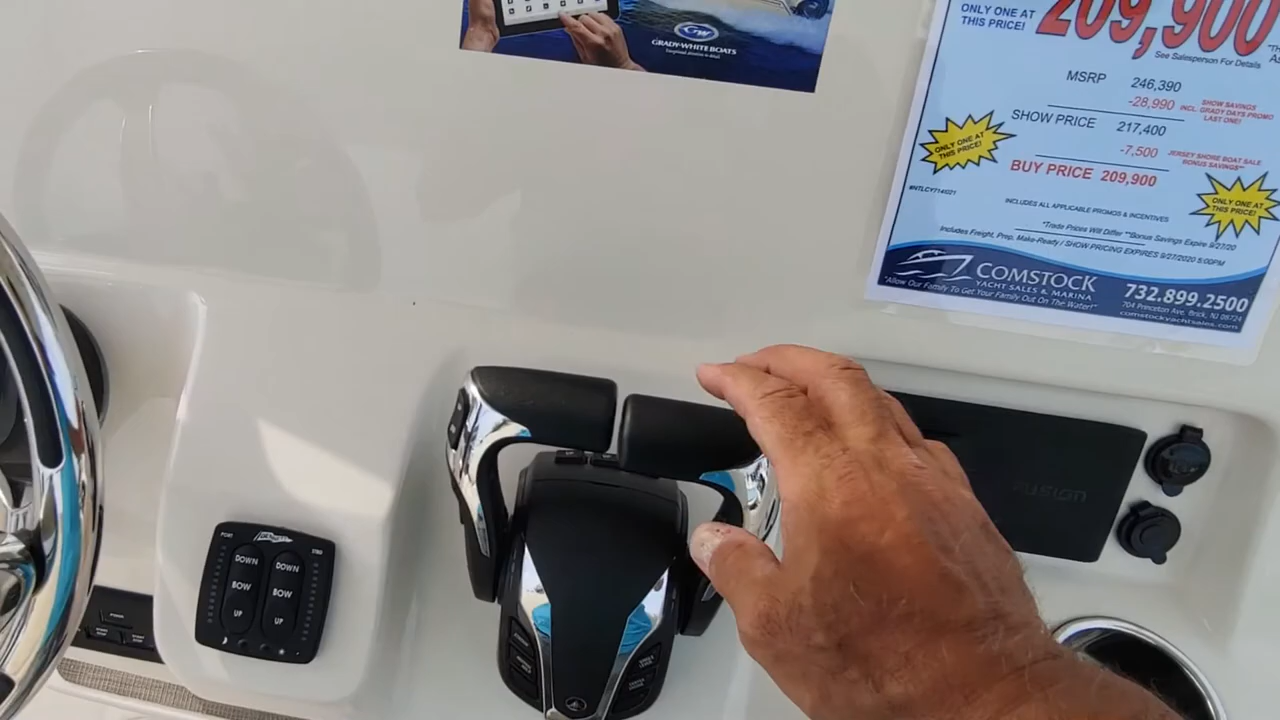 GW
GRADY-WHITE BOATS
ONLY ONE AT
THIS PRICE!
209,900
See Salesperson For Details
MSRP 246,390
-28,990
SHOW SAVINGS
INCL. GRADY DAYS PROMO
LAST ONE!
SHOW PRICE 217,400
-7,500
JERSEY SHORE BOAT SALE
BONUS SAVINGS**
BUY PRICE 209,900
ONLY ONE AT
THIS PRICE!
ONLY ONE AT
THIS PRICE!
INCLUDES ALL APPLICABLE PROMOS & INCENTIVES
*Trade Prices Will Differ **Bonus Savings Expire 9/27/20
Includes Freight, Prep, Make-Ready / SHOW PRICING EXPIRES 9/27/2020 5:00PM
COMSTOCK
YACHT SALES & MARINA
"Allow Our Family To Get Your Family Out On The Water!"
732.899.2500
704 Princeton Ave, Brick, NJ 08724
comstockyachtsales.com
FUSION
PORT
STBD
DOWN DOWN
BOW BOW
UP UP